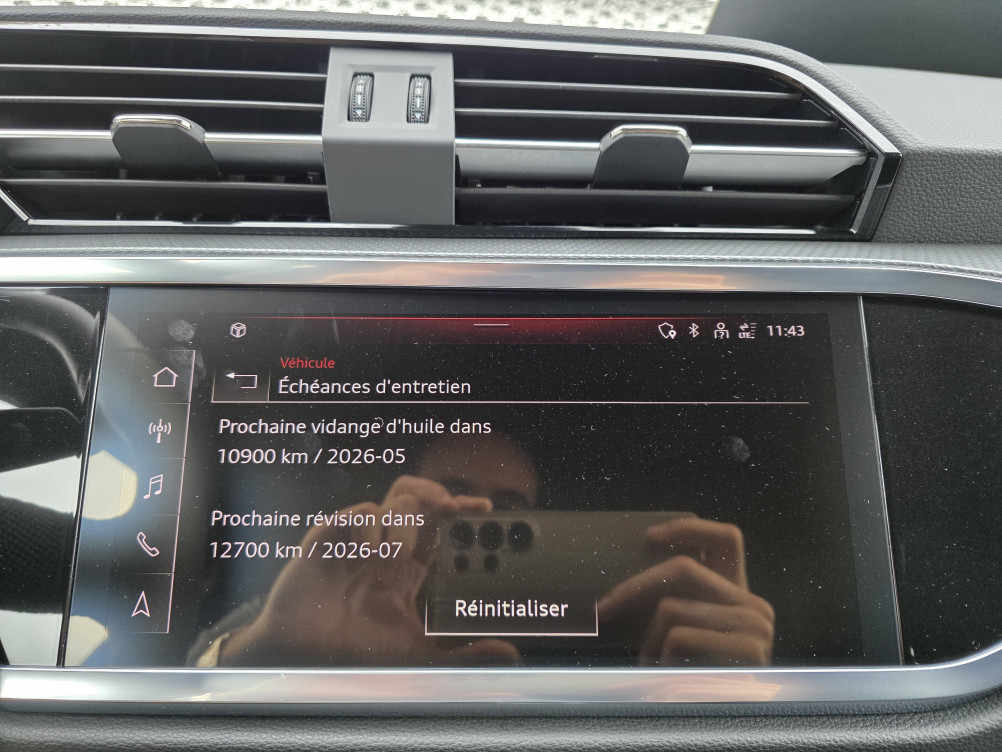 LTE 11:43
Véhicule
Échéances d'entretien
Prochaine vidange d'huile dans
10900 km / 2026-05
Prochaine révision dans
12700 km / 2026-07
Réinitialiser